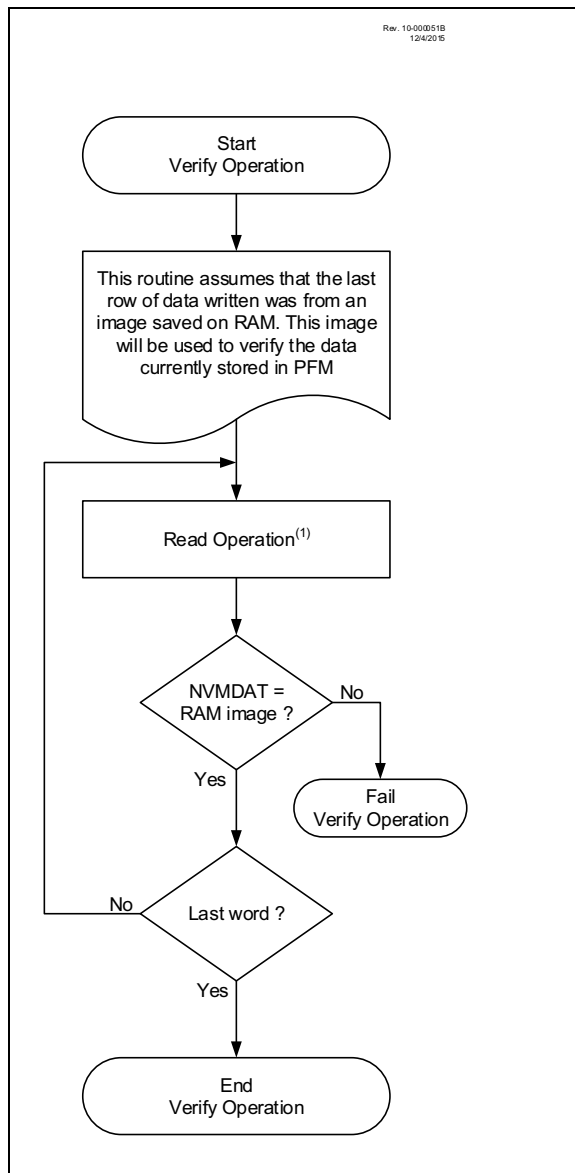 Rev. 10-000051B
12/4/2015
Start
Verify Operation
This routine assumes that the last
row of data written was from an
image saved on RAM. This image
will be used to verify the data
currently stored in PFM
Read Operation(1)
NVMDAT =
RAM image ?
No
Yes
Fail
Verify Operation
No
Last word ?
Yes
End
Verify Operation